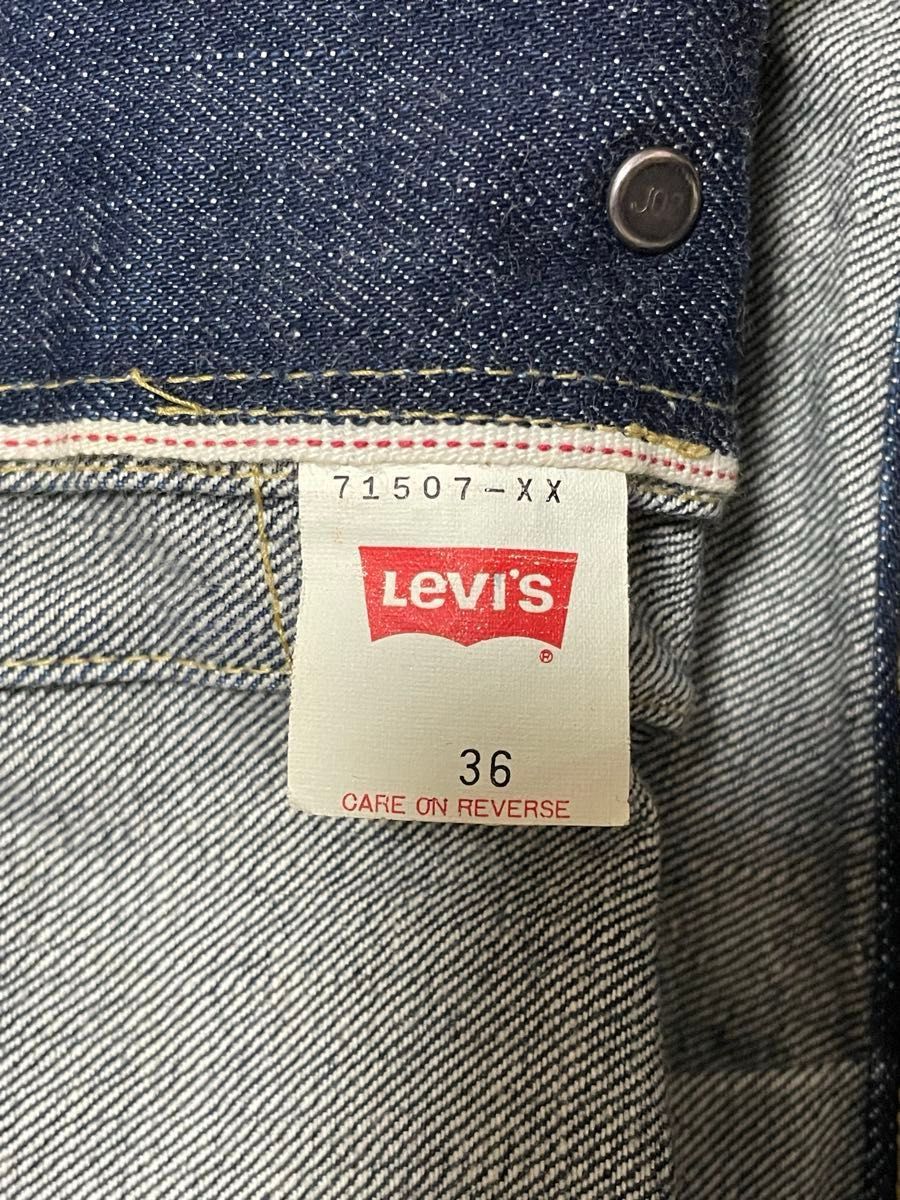 71507-XX
Levi's
®
36
CARE ON REVERSE